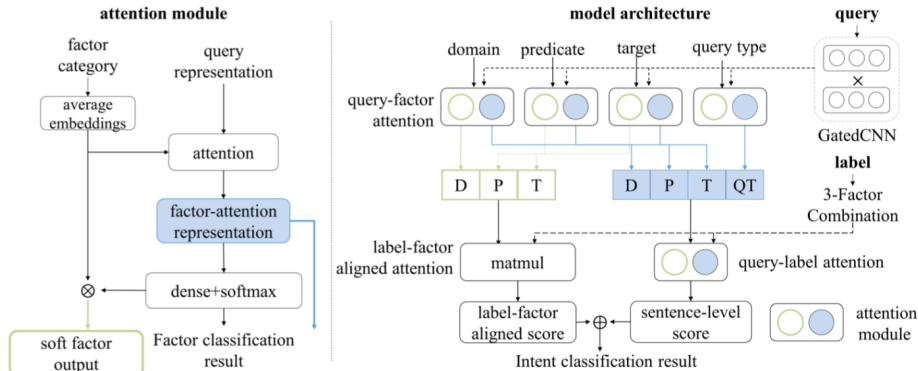 attention module
factor
category
query
representation
average
embeddings
attention
factor-attention
representation
⊗
dense+softmax
soft factor
output
Factor classification
result
model architecture
query
domain
predicate
target
query type
×
query-factor
attention
GatedCNN
label
D P T
D P T QT
3-Factor
Combination
label-factor
aligned attention
matmul
query-label attention
label-factor
aligned score
⊕
sentence-level
score
attention
module
Intent classification result